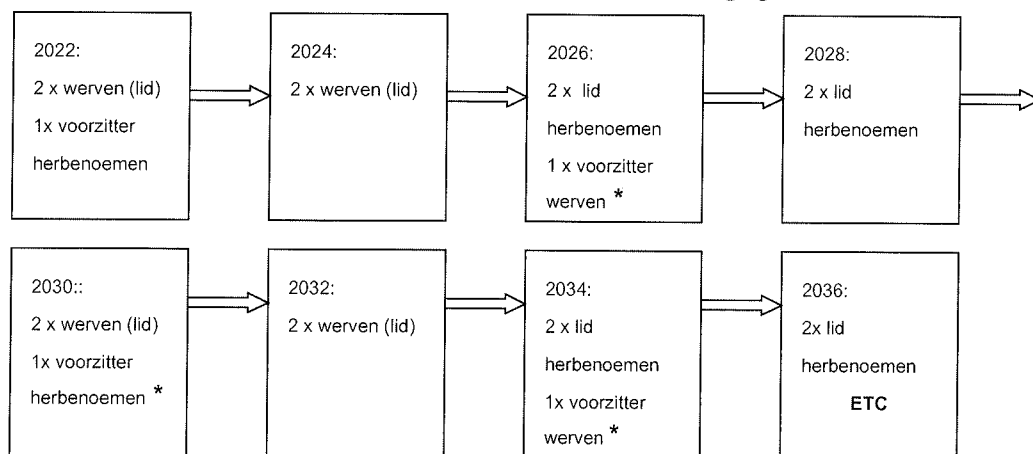 2022:
2 x werven (lid)
1x voorzitter
herbenoemen
2024:
2 x werven (lid)
2026:
2 x lid
herbenoemen
1 x voorzitter
werven *
2028:
2 x lid
herbenoemen
2030::
2 x werven (lid)
1x voorzitter
herbenoemen *
2032:
2 x werven (lid)
2034:
2 x lid
herbenoemen
1x voorzitter
werven *
2036:
2x lid
herbenoemen
ETC